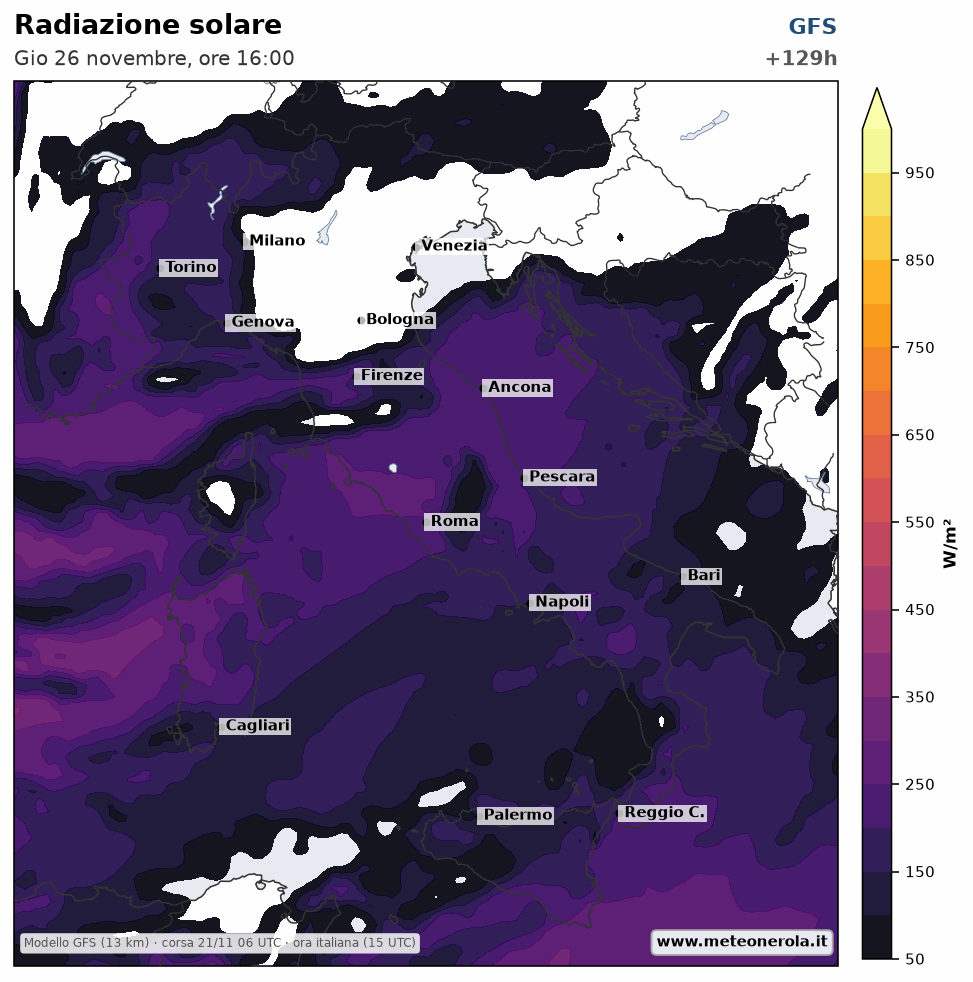 Radiazione solare
GFS
Gio 26 novembre, ore 16:00
+129h
Milano
Venezia
Torino
Genova
Bologna
Firenze
Ancona
Pescara
Roma
Bari
Napoli
Cagliari
Palermo
Reggio C.
950
850
750
650
550
450
350
250
150
50
W/m²
Modello GFS (13 km) · corsa 21/11 06 UTC · ora italiana (15 UTC)
www.meteonerola.it